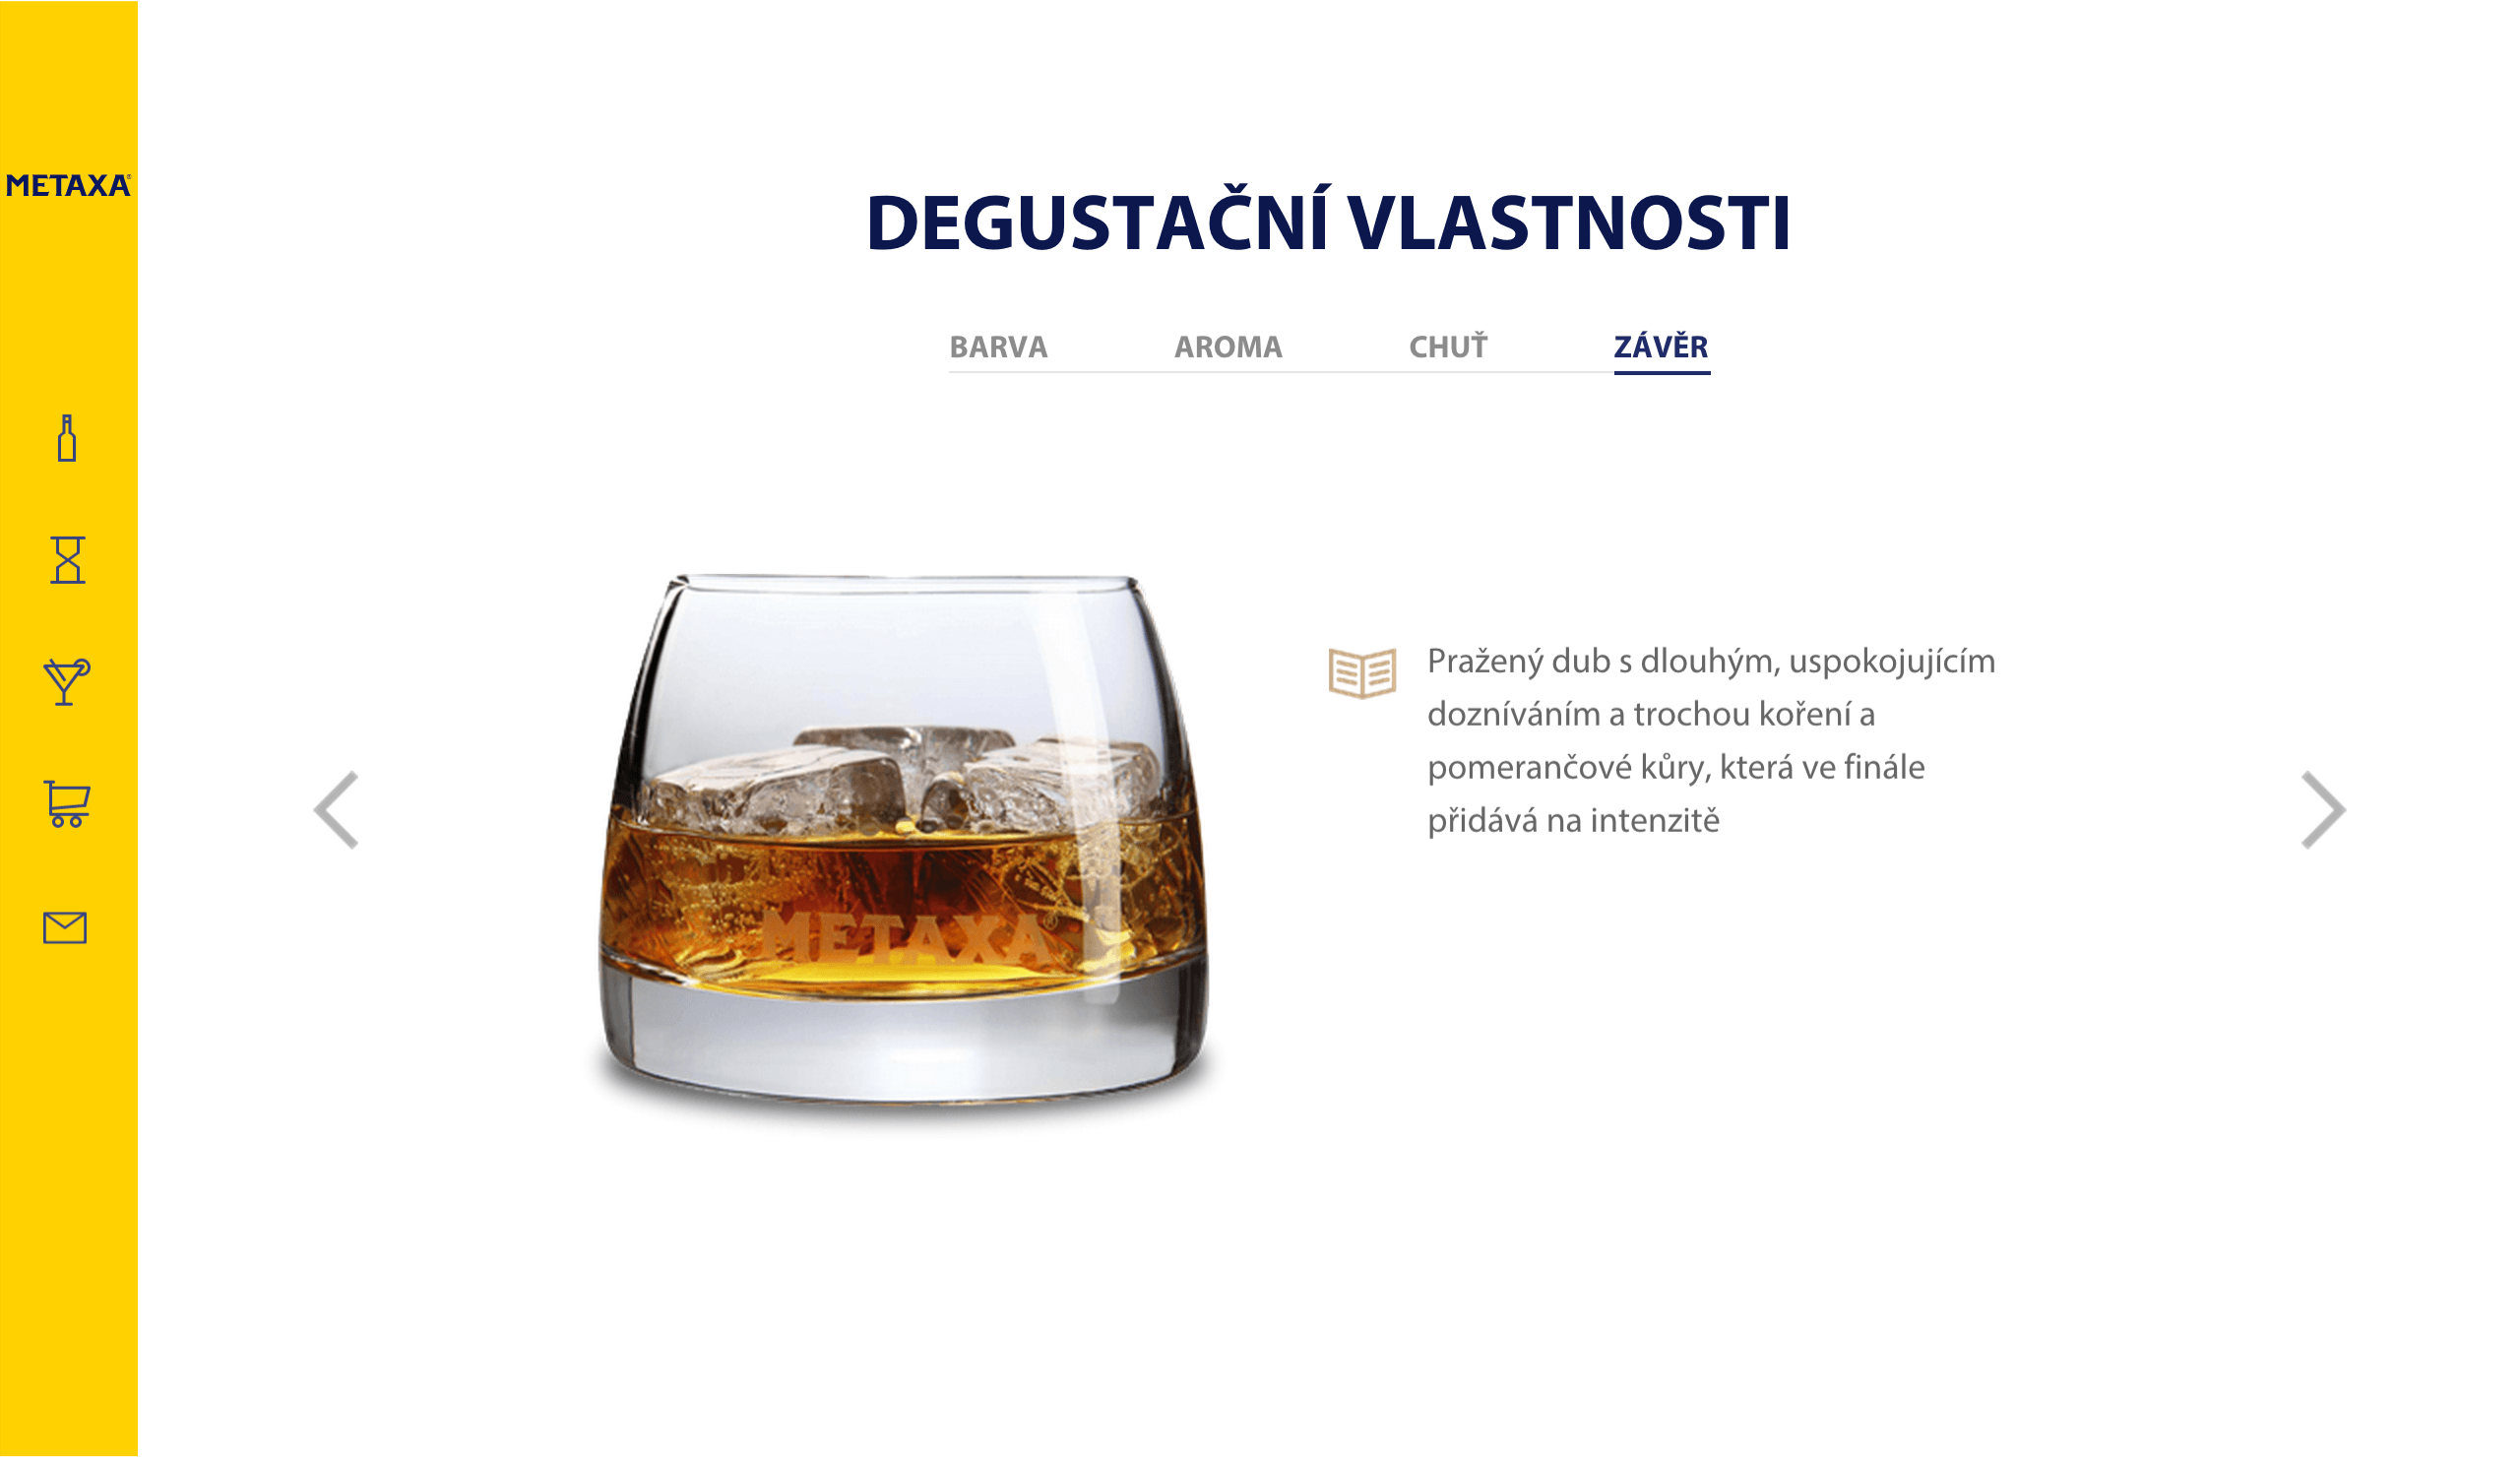 METAXA®
DEGUSTAČNÍ VLASTNOSTI
BARVA AROMA CHUŤ ZÁVĚR
Pražený dub s dlouhým, uspokojujícím
dozníváním a trochou koření a
pomerančové kůry, která ve finále
přidává na intenzitě
METAXA®